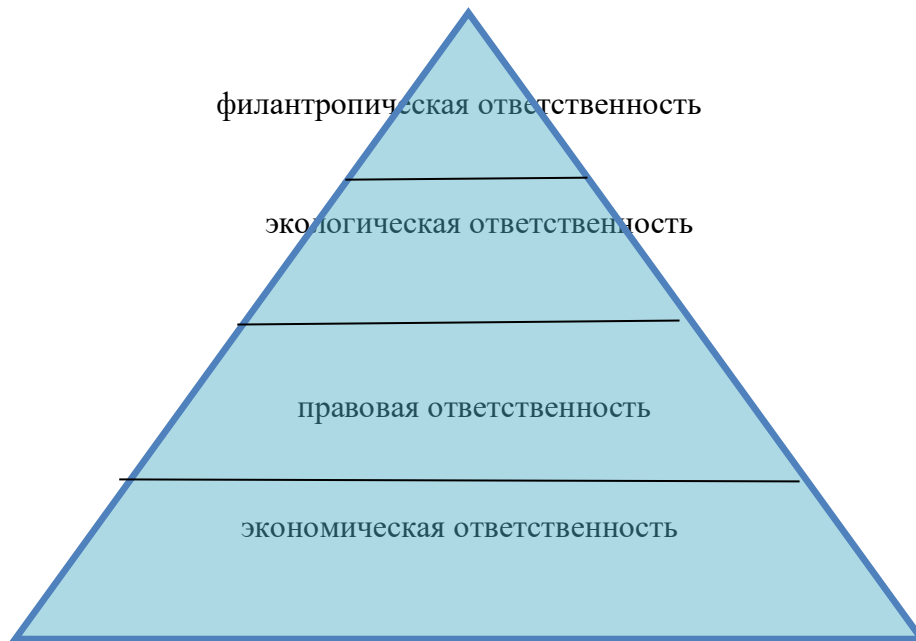 филантропическая ответственность
экологическая ответственность
правовая ответственность
экономическая ответственность